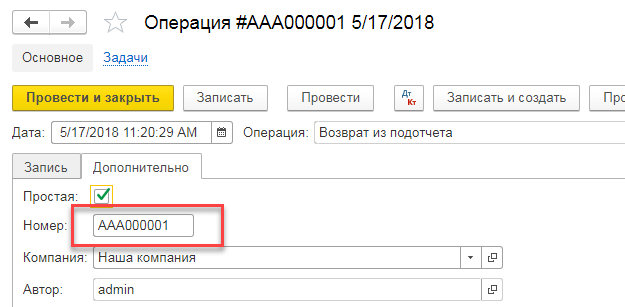 Операция #AAA000001 5/17/2018
Основное Задачи
Провести и закрыть Записать Провести Дт Кт Записать и создать Про
Дата: 5/17/2018 11:20:29 AM Операция: Возврат из подотчета
Запись Дополнительно
Простая:
Номер: AAA000001
Компания: Наша компания
Автор: admin